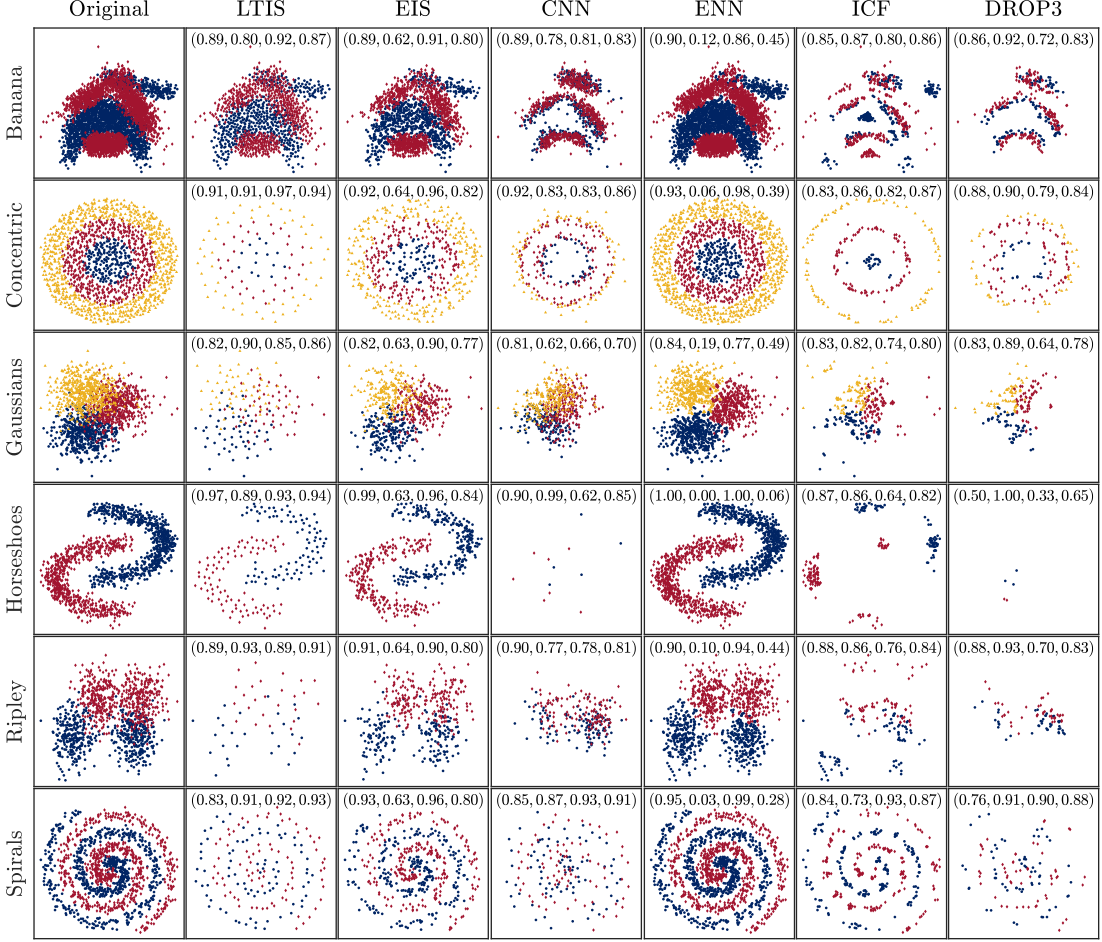 Original LTIS EIS CNN ENN ICF DROP3
Banana (0.89, 0.80, 0.92, 0.87) (0.89, 0.62, 0.91, 0.80) (0.89, 0.78, 0.81, 0.83) (0.90, 0.12, 0.86, 0.45) (0.85, 0.87, 0.80, 0.86) (0.86, 0.92, 0.72, 0.83)
Concentric (0.91, 0.91, 0.97, 0.94) (0.92, 0.64, 0.96, 0.82) (0.92, 0.83, 0.83, 0.86) (0.93, 0.06, 0.98, 0.39) (0.83, 0.86, 0.82, 0.87) (0.88, 0.90, 0.79, 0.84)
Gaussians (0.82, 0.90, 0.85, 0.86) (0.82, 0.63, 0.90, 0.77) (0.81, 0.62, 0.66, 0.70) (0.84, 0.19, 0.77, 0.49) (0.83, 0.82, 0.74, 0.80) (0.83, 0.89, 0.64, 0.78)
Horseshoes (0.97, 0.89, 0.93, 0.94) (0.99, 0.63, 0.96, 0.84) (0.90, 0.99, 0.62, 0.85) (1.00, 0.00, 1.00, 0.06) (0.87, 0.86, 0.64, 0.82) (0.50, 1.00, 0.33, 0.65)
Ripley (0.89, 0.93, 0.89, 0.91) (0.91, 0.64, 0.90, 0.80) (0.90, 0.77, 0.78, 0.81) (0.90, 0.10, 0.94, 0.44) (0.88, 0.86, 0.76, 0.84) (0.88, 0.93, 0.70, 0.83)
Spirals (0.83, 0.91, 0.92, 0.93) (0.93, 0.63, 0.96, 0.80) (0.85, 0.87, 0.93, 0.91) (0.95, 0.03, 0.99, 0.28) (0.84, 0.73, 0.93, 0.87) (0.76, 0.91, 0.90, 0.88)